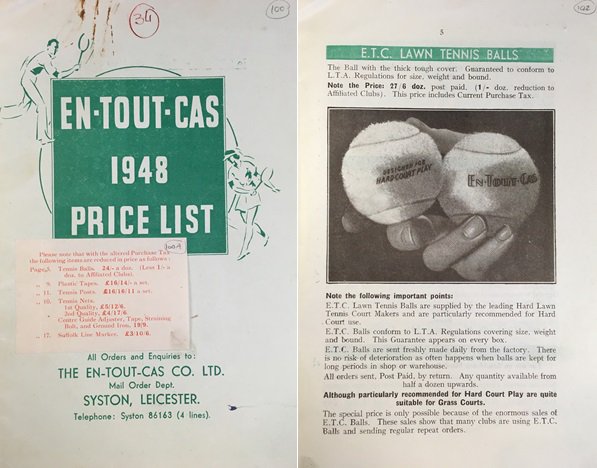 34
100
EN-TOUT-CAS
1948
PRICE LIST
100A
Please note that with the altered Purchase Tax
the following items are reduced in price as follows:
Page 5. Tennis Balls. 24/- a doz. (Less 1/- a
doz. to Affiliated Clubs).
„ 9. Plastic Tapes. £16/14/- a set.
„ 11. Tennis Posts. £16/16/11 a set.
„ 10. Tennis Nets.
1st Quality, £5/12/6.
2nd Quality, £4/17/6.
Centre Guide Adjuster, Tape, Straining
Bolt, and Ground Iron, 19/9.
„ 17. Suffolk Line Marker. £3/10/6.
All Orders and Enquiries to:
THE EN-TOUT-CAS CO. LTD.
Mail Order Dept.
SYSTON, LEICESTER.
Telephone: Syston 86163 (4 lines).
102
5
E.T.C. LAWN TENNIS BALLS
The Ball with the thick tough cover. Guaranteed to conform to
L.T.A. Regulations for size, weight and bound.
Note the Price: 27/6 doz. post paid. (1/- doz. reduction to
Affiliated Clubs). This price includes Current Purchase Tax.
DESIGNED FOR
HARD COURT PLAY
EN-TOUT-CAS
Note the following important points:
E.T.C. Lawn Tennis Balls are supplied by the leading Hard Lawn
Tennis Court Makers and are particularly recommended for Hard
Court use.
E.T.C. Balls conform to L.T.A. Regulations covering size, weight
and bound. This Guarantee appears on every box.
E.T.C. Balls are sent freshly made daily from the factory. There
is no risk of deterioration as often happens when balls are kept for
long periods in shop or warehouse.
All orders sent, Post Paid, by return. Any quantity available from
half a dozen upwards.
Although particularly recommended for Hard Court Play are quite
suitable for Grass Courts.
The special price is only possible because of the enormous sales of
E.T.C. Balls. These sales show that many clubs are using E.T.C.
Balls and sending regular repeat orders.